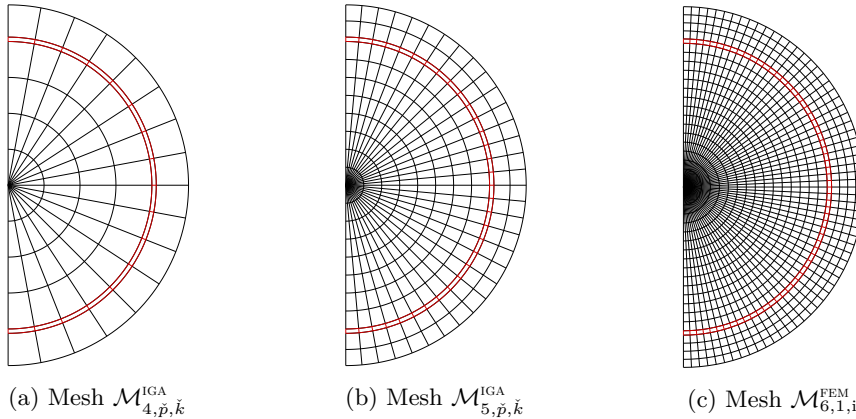 (a) Mesh $\mathcal{M}^{\text{IGA}}_{4,\check{p},\check{k}}$
(b) Mesh $\mathcal{M}^{\text{IGA}}_{5,\check{p},\check{k}}$
(c) Mesh $\mathcal{M}^{\text{FEM}}_{6,1,i}$